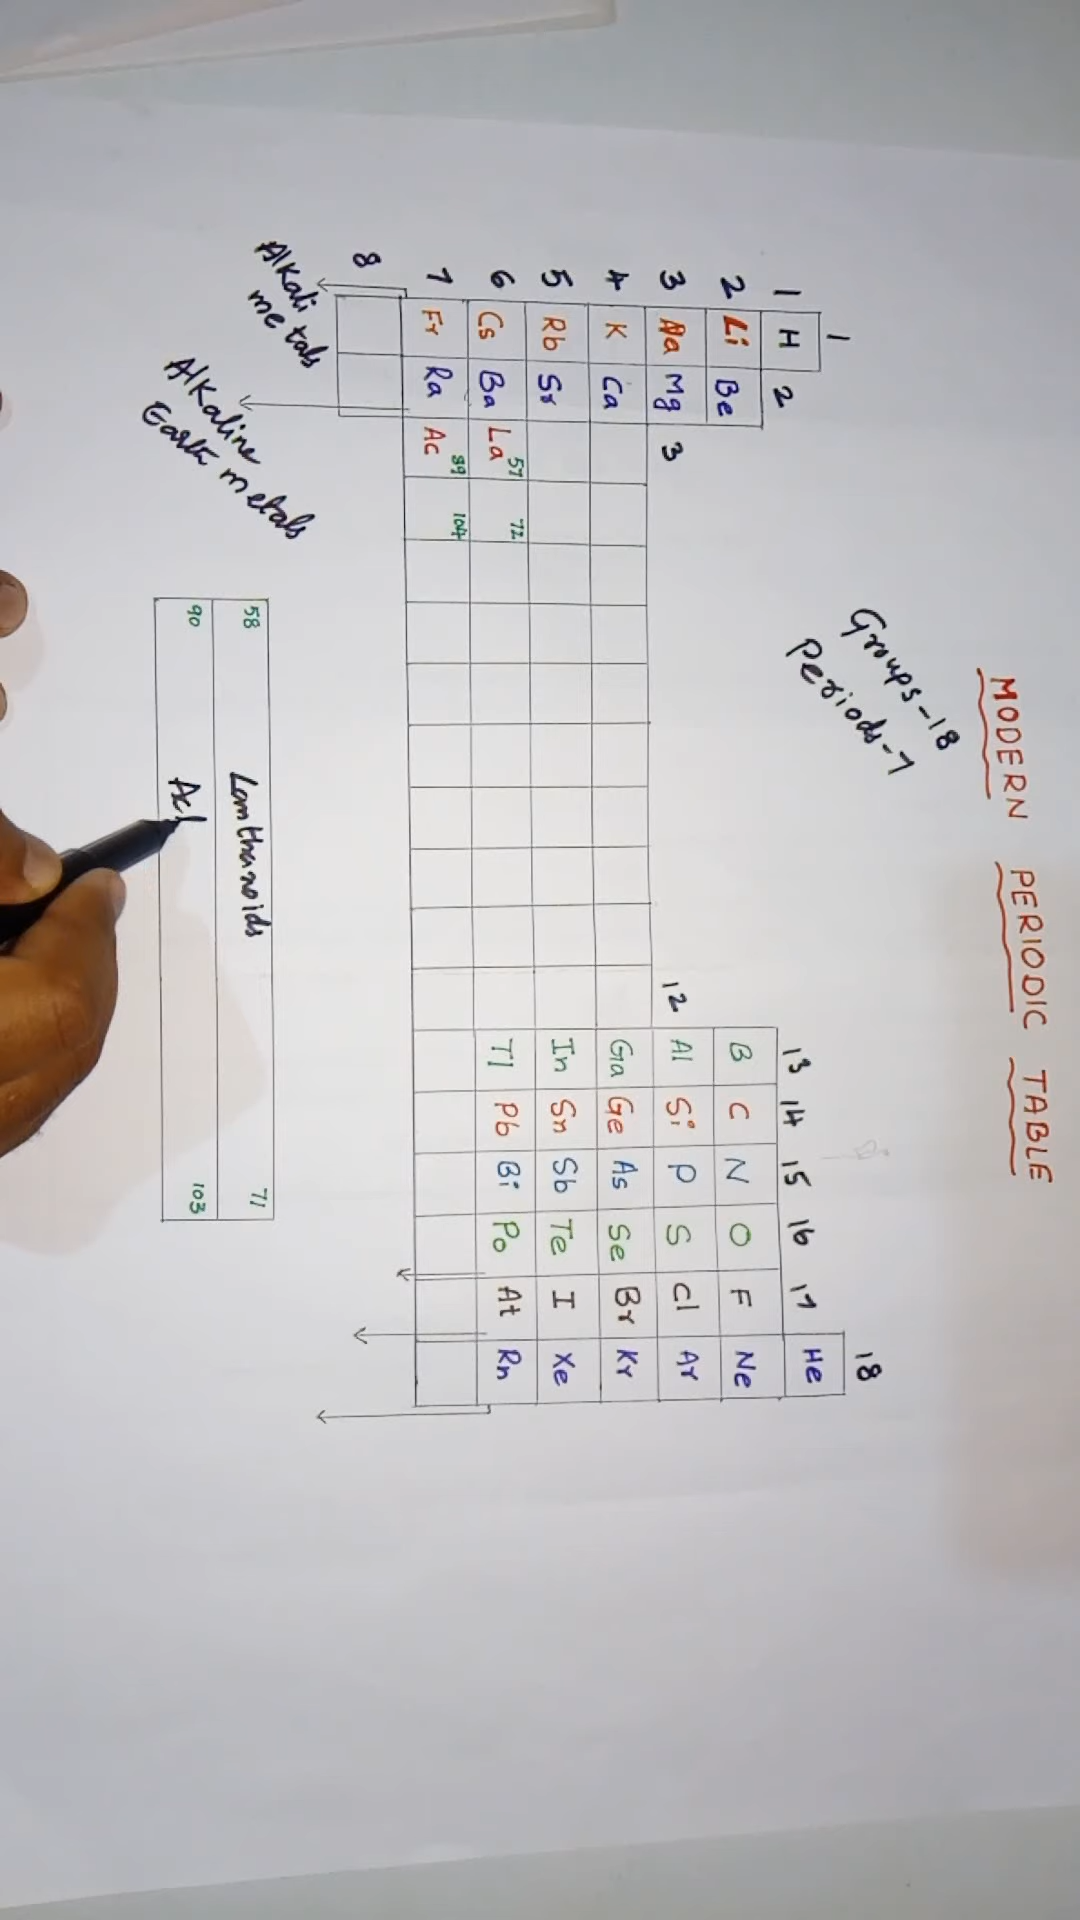 MODERN PERIODIC TABLE
Groups-18
Periods-7
1 18
1 H 2 13 14 15 16 17 He
2 Li Be B C N O F Ne
3 Na Mg 3 12 Al Si P S Cl Ar
4 K Ca Ga Ge As Se Br Kr
5 Rb Sr In Sn Sb Te I Xe
6 Cs Ba La 57 72 Tl Pb Bi Po At Rn
7 Fr Ra Ac 89 104
8
Alkali
metals
Alkaline
Earth metals
58 Lanthanoids 71
90 Act 103